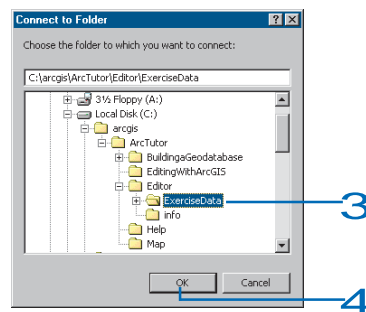 Connect to Folder
Choose the folder to which you want to connect:
C:\arcgis\ArcTutor\Editor\ExerciseData
3½ Floppy (A:)
Local Disk (C:)
arcgis
ArcTutor
BuildingaGeodatabase
EditingWithArcGIS
Editor
ExerciseData
3
info
Help
Map
OK
Cancel
4